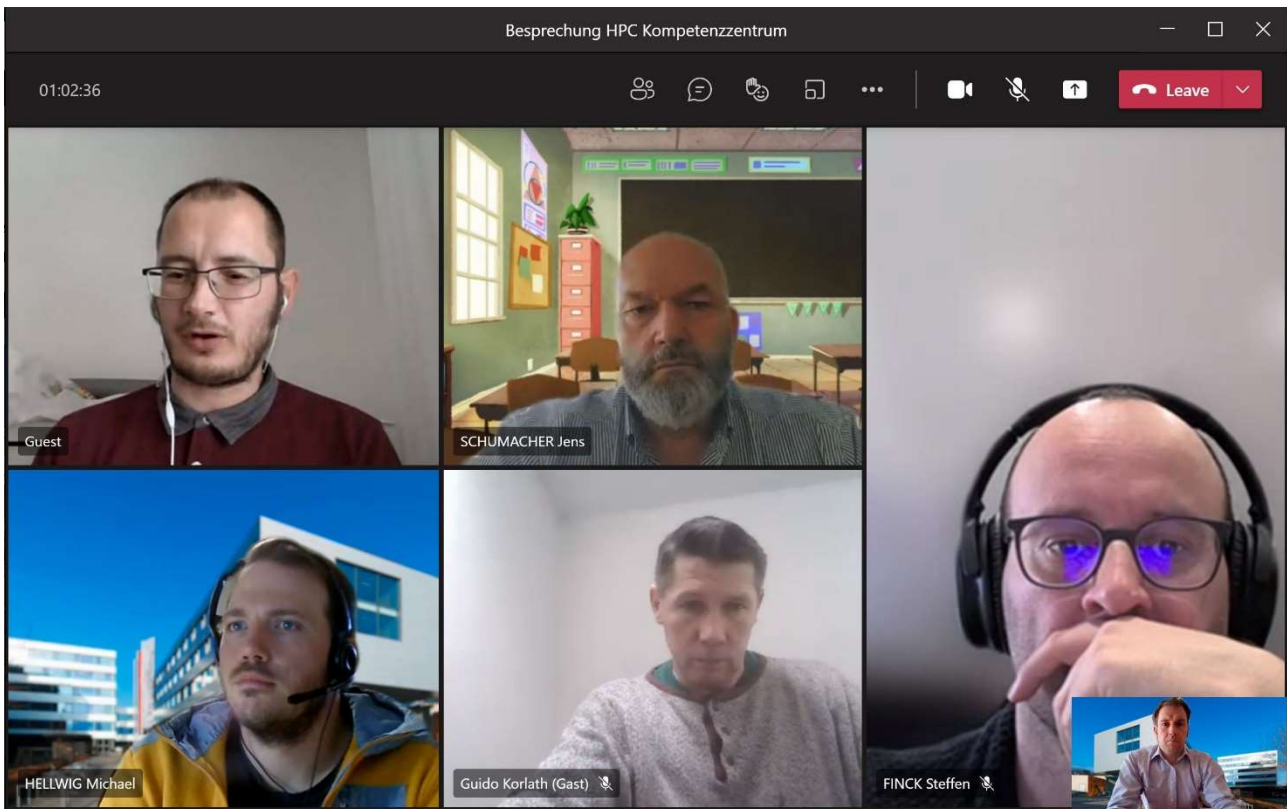 Besprechung HPC Kompetenzzentrum
01:02:36
Leave
Guest
SCHUMACHER Jens
HELLWIG Michael
Guido Korlath (Gast)
FINCK Steffen